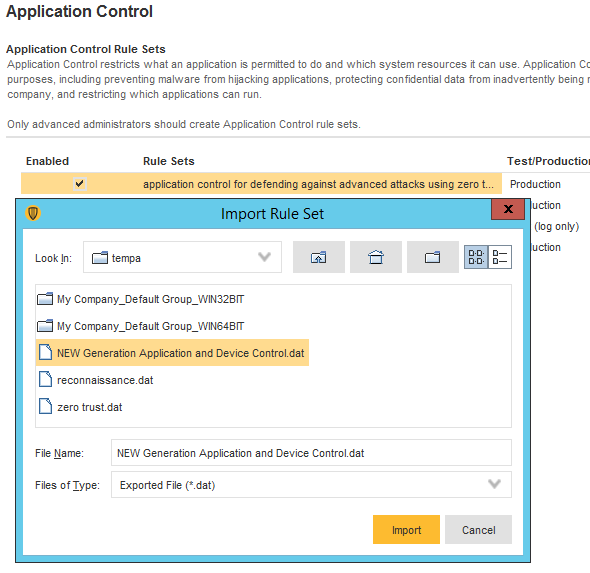 Application Control
Application Control Rule Sets
Application Control restricts what an application is permitted to do and which system resources it can use. Application Co
purposes, including preventing malware from hijacking applications, protecting confidential data from inadvertently being r
company, and restricting which applications can run.
Only advanced administrators should create Application Control rule sets.
Enabled Rule Sets Test/Production
application control for defending against advanced attacks using zero t... Production
uction
(log only)
uction
Import Rule Set
X
Look In: tempa
My Company_Default Group_WIN32BIT
My Company_Default Group_WIN64BIT
NEW Generation Application and Device Control.dat
reconnaissance.dat
zero trust.dat
File Name: NEW Generation Application and Device Control.dat
Files of Type: Exported File (*.dat)
Import Cancel